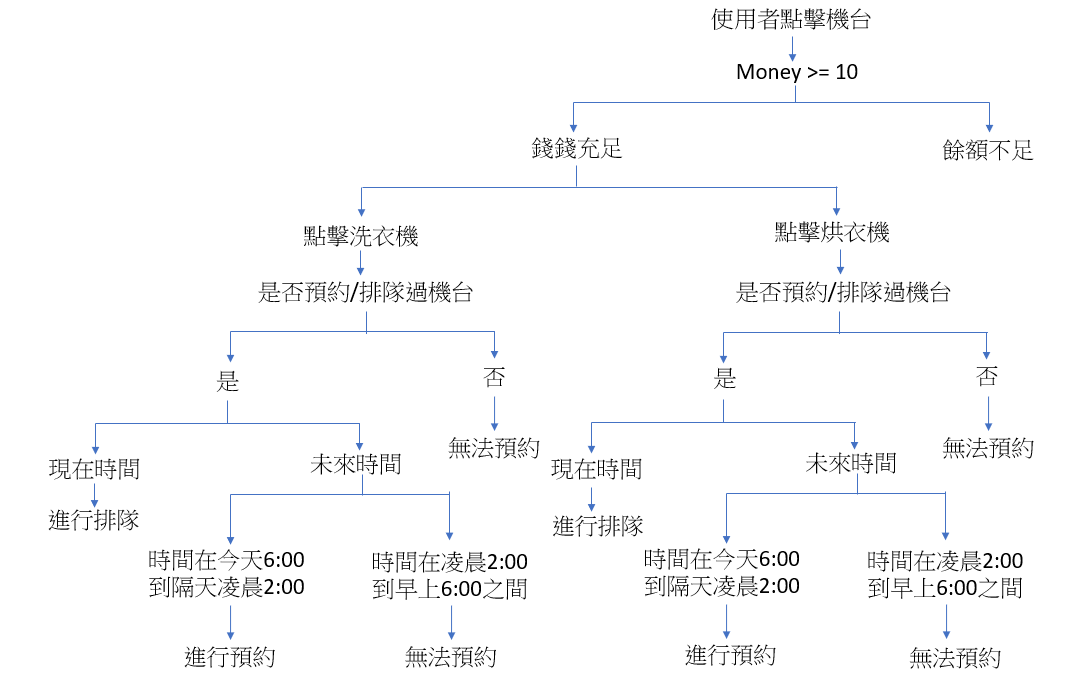 使用者點擊機台
Money >= 10
錢錢充足
餘額不足
點擊洗衣機
點擊烘衣機
是否預約/排隊過機台
是否預約/排隊過機台
是
否
是
否
現在時間
未來時間
無法預約
現在時間
未來時間
無法預約
進行排隊
進行排隊
時間在今天6:00
到隔天凌晨2:00
時間在凌晨2:00
到早上6:00之間
時間在今天6:00
到隔天凌晨2:00
時間在凌晨2:00
到早上6:00之間
進行預約
無法預約
進行預約
無法預約